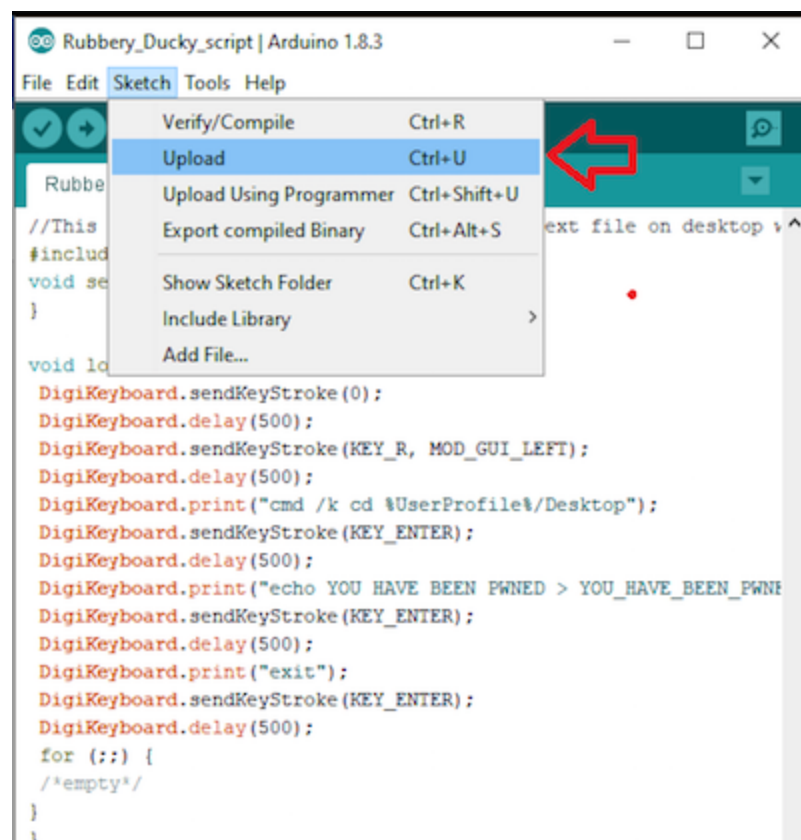 Rubbery_Ducky_script | Arduino 1.8.3
File Edit Sketch Tools Help
Verify/Compile Ctrl+R
Upload Ctrl+U
Rubbe
Upload Using Programmer Ctrl+Shift+U
//This
Export compiled Binary Ctrl+Alt+S
ext file on desktop w
#includ
void se
Show Sketch Folder Ctrl+K
}
Include Library
Add File...
void lo
DigiKeyboard.sendKeyStroke(0);
DigiKeyboard.delay(500);
DigiKeyboard.sendKeyStroke(KEY_R, MOD_GUI_LEFT);
DigiKeyboard.delay(500);
DigiKeyboard.print("cmd /k cd %UserProfile%/Desktop");
DigiKeyboard.sendKeyStroke(KEY_ENTER);
DigiKeyboard.delay(500);
DigiKeyboard.print("echo YOU HAVE BEEN PWNED > YOU_HAVE_BEEN_PWNE
DigiKeyboard.sendKeyStroke(KEY_ENTER);
DigiKeyboard.delay(500);
DigiKeyboard.print("exit");
DigiKeyboard.sendKeyStroke(KEY_ENTER);
DigiKeyboard.delay(500);
for (;;) {
/*empty*/
}
}